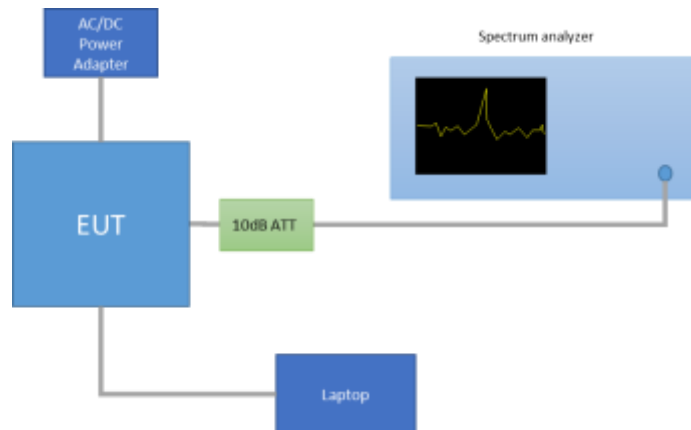 AC/DC
Power
Adapter
Spectrum analyzer
EUT
10dB ATT
Laptop